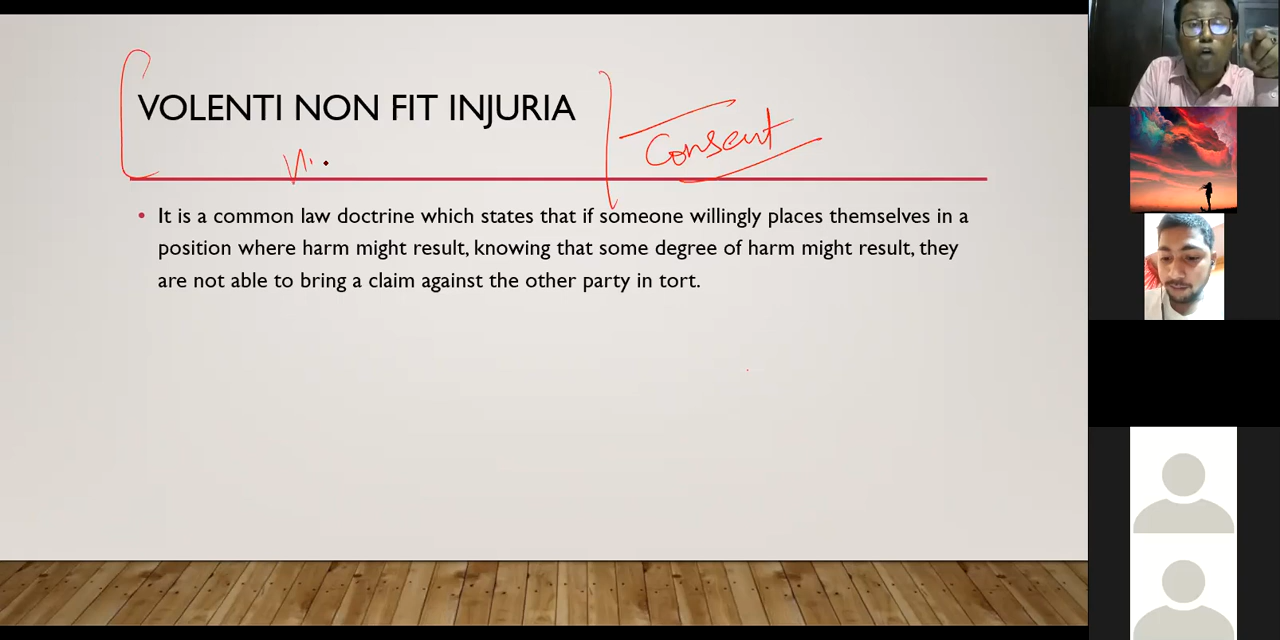 VOLENTI NON FIT INJURIA
Consent
• It is a common law doctrine which states that if someone willingly places themselves in a
position where harm might result, knowing that some degree of harm might result, they
are not able to bring a claim against the other party in tort.